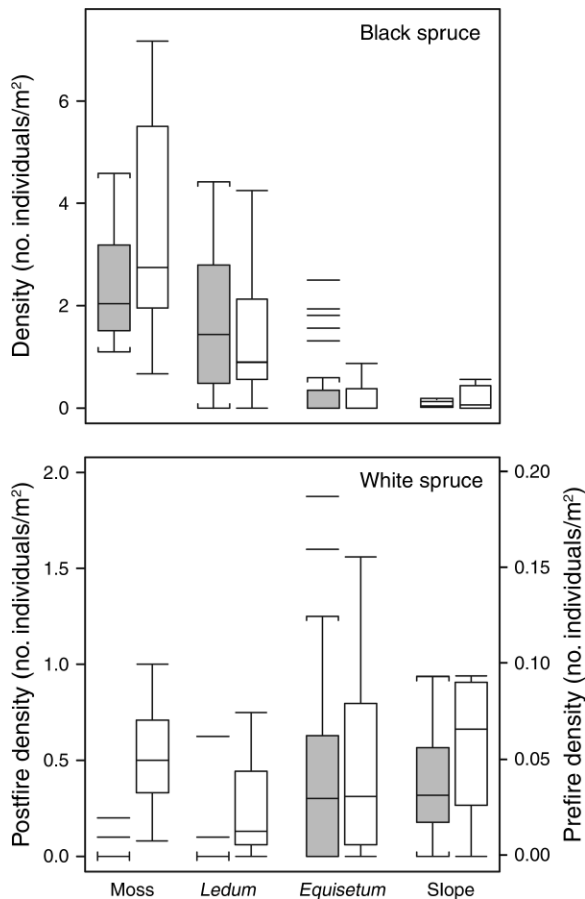 Black spruce
Density (no. individuals/m²)
6
4
2
0
White spruce
Postfire density (no. individuals/m²)
Prefire density (no. individuals/m²)
2.0
1.5
1.0
0.5
0.0
0.20
0.15
0.10
0.05
0.00
Moss
Ledum
Equisetum
Slope